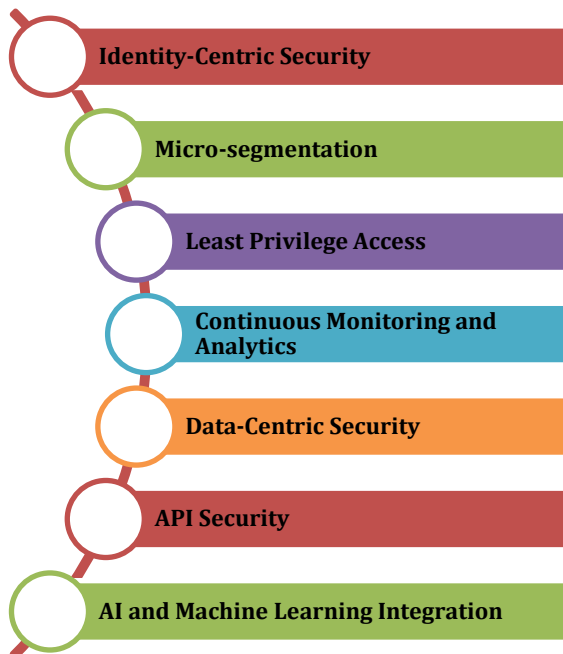 Identity-Centric Security
Micro-segmentation
Least Privilege Access
Continuous Monitoring and
Analytics
Data-Centric Security
API Security
AI and Machine Learning Integration